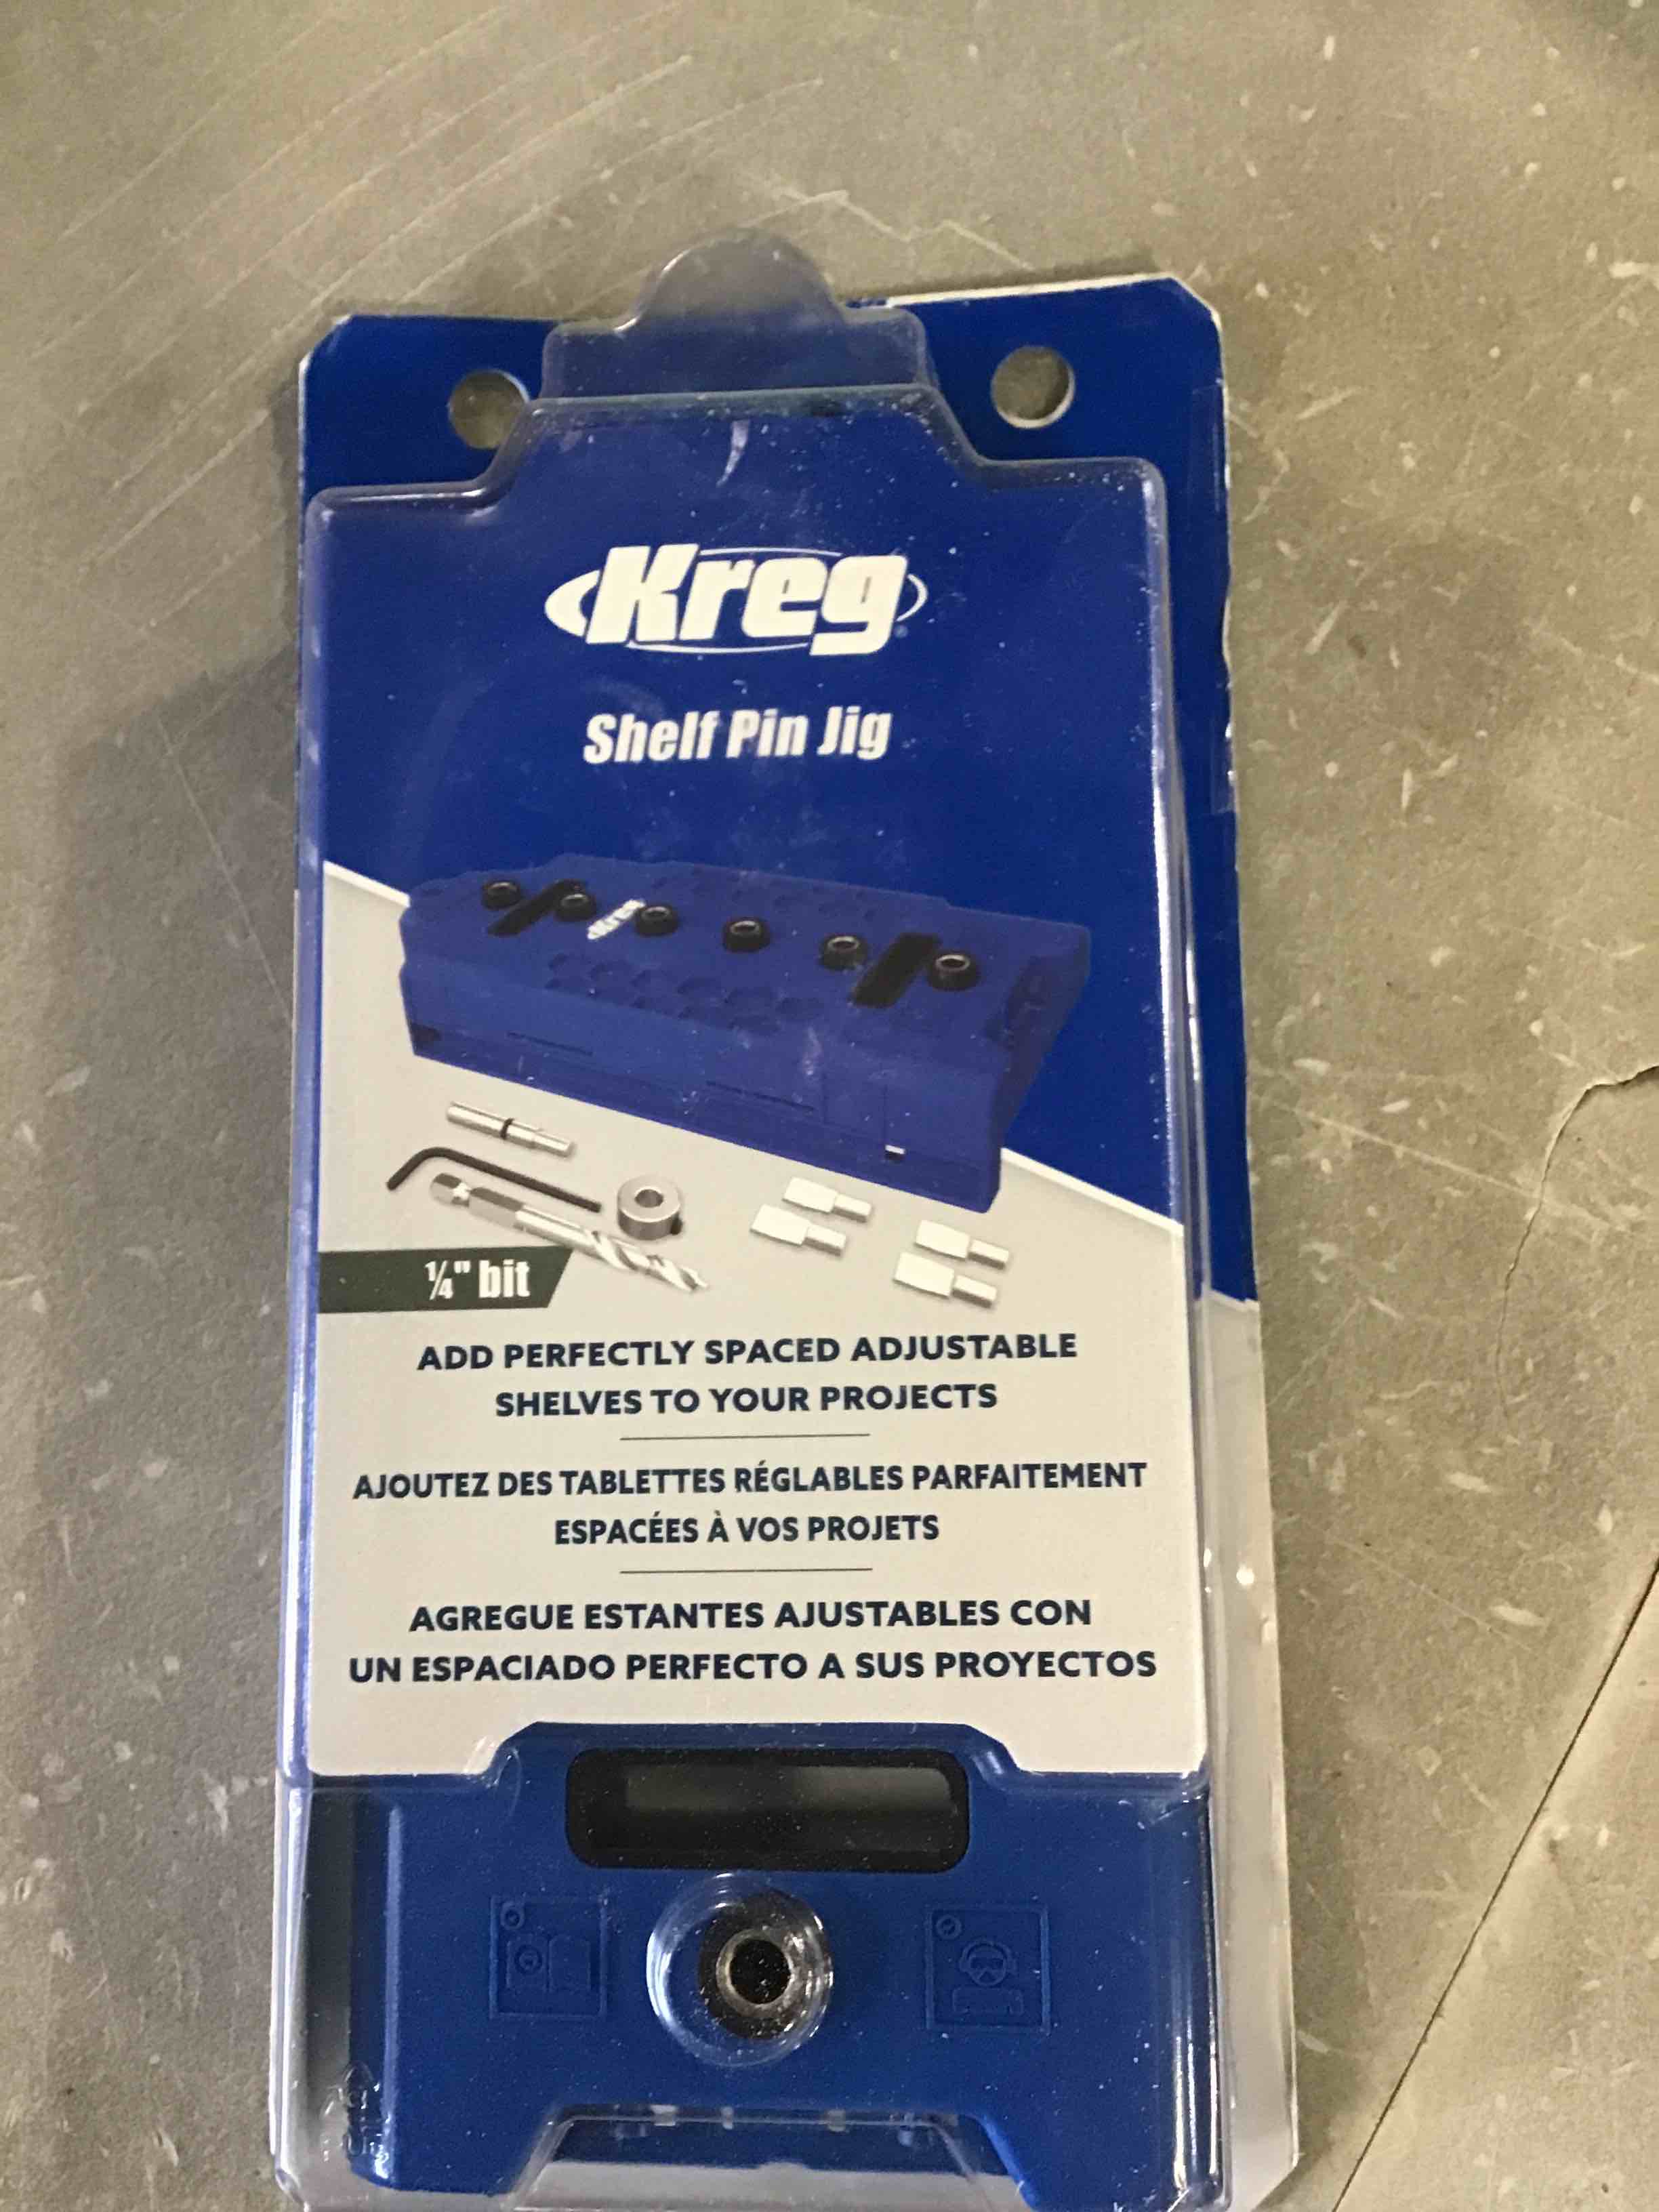 Kreg
Shelf Pin Jig
Kreg
¼" bit
ADD PERFECTLY SPACED ADJUSTABLE
SHELVES TO YOUR PROJECTS
AJOUTEZ DES TABLETTES RÉGLABLES PARFAITEMENT
ESPACÉES À VOS PROJETS
AGREGUE ESTANTES AJUSTABLES CON
UN ESPACIADO PERFECTO A SUS PROYECTOS